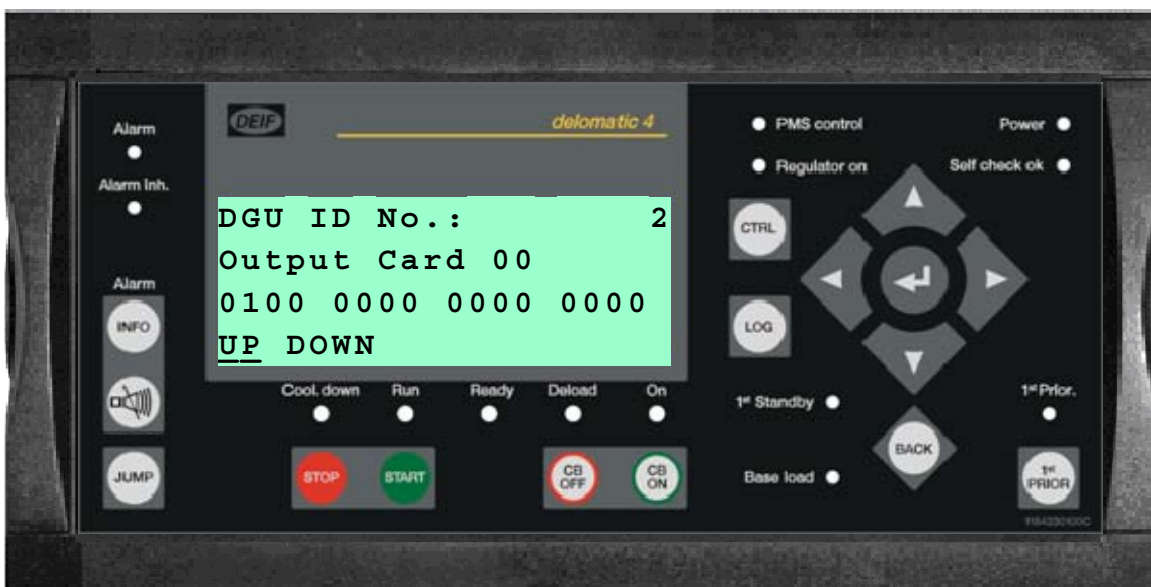 DEIF
delomatic 4
Alarm
Alarm Inh.
PMS control
Power
Regulator on
Self check ok
DGU ID No.: 2
Output Card 00
0100 0000 0000 0000
UP DOWN
CTRL
Alarm
INFO
LOG
JUMP
Cool. down
Run
Ready
Deload
On
STOP
START
CB OFF
CB ON
1st Standby
1st Prior.
BACK
Base load
1st
PRIOR